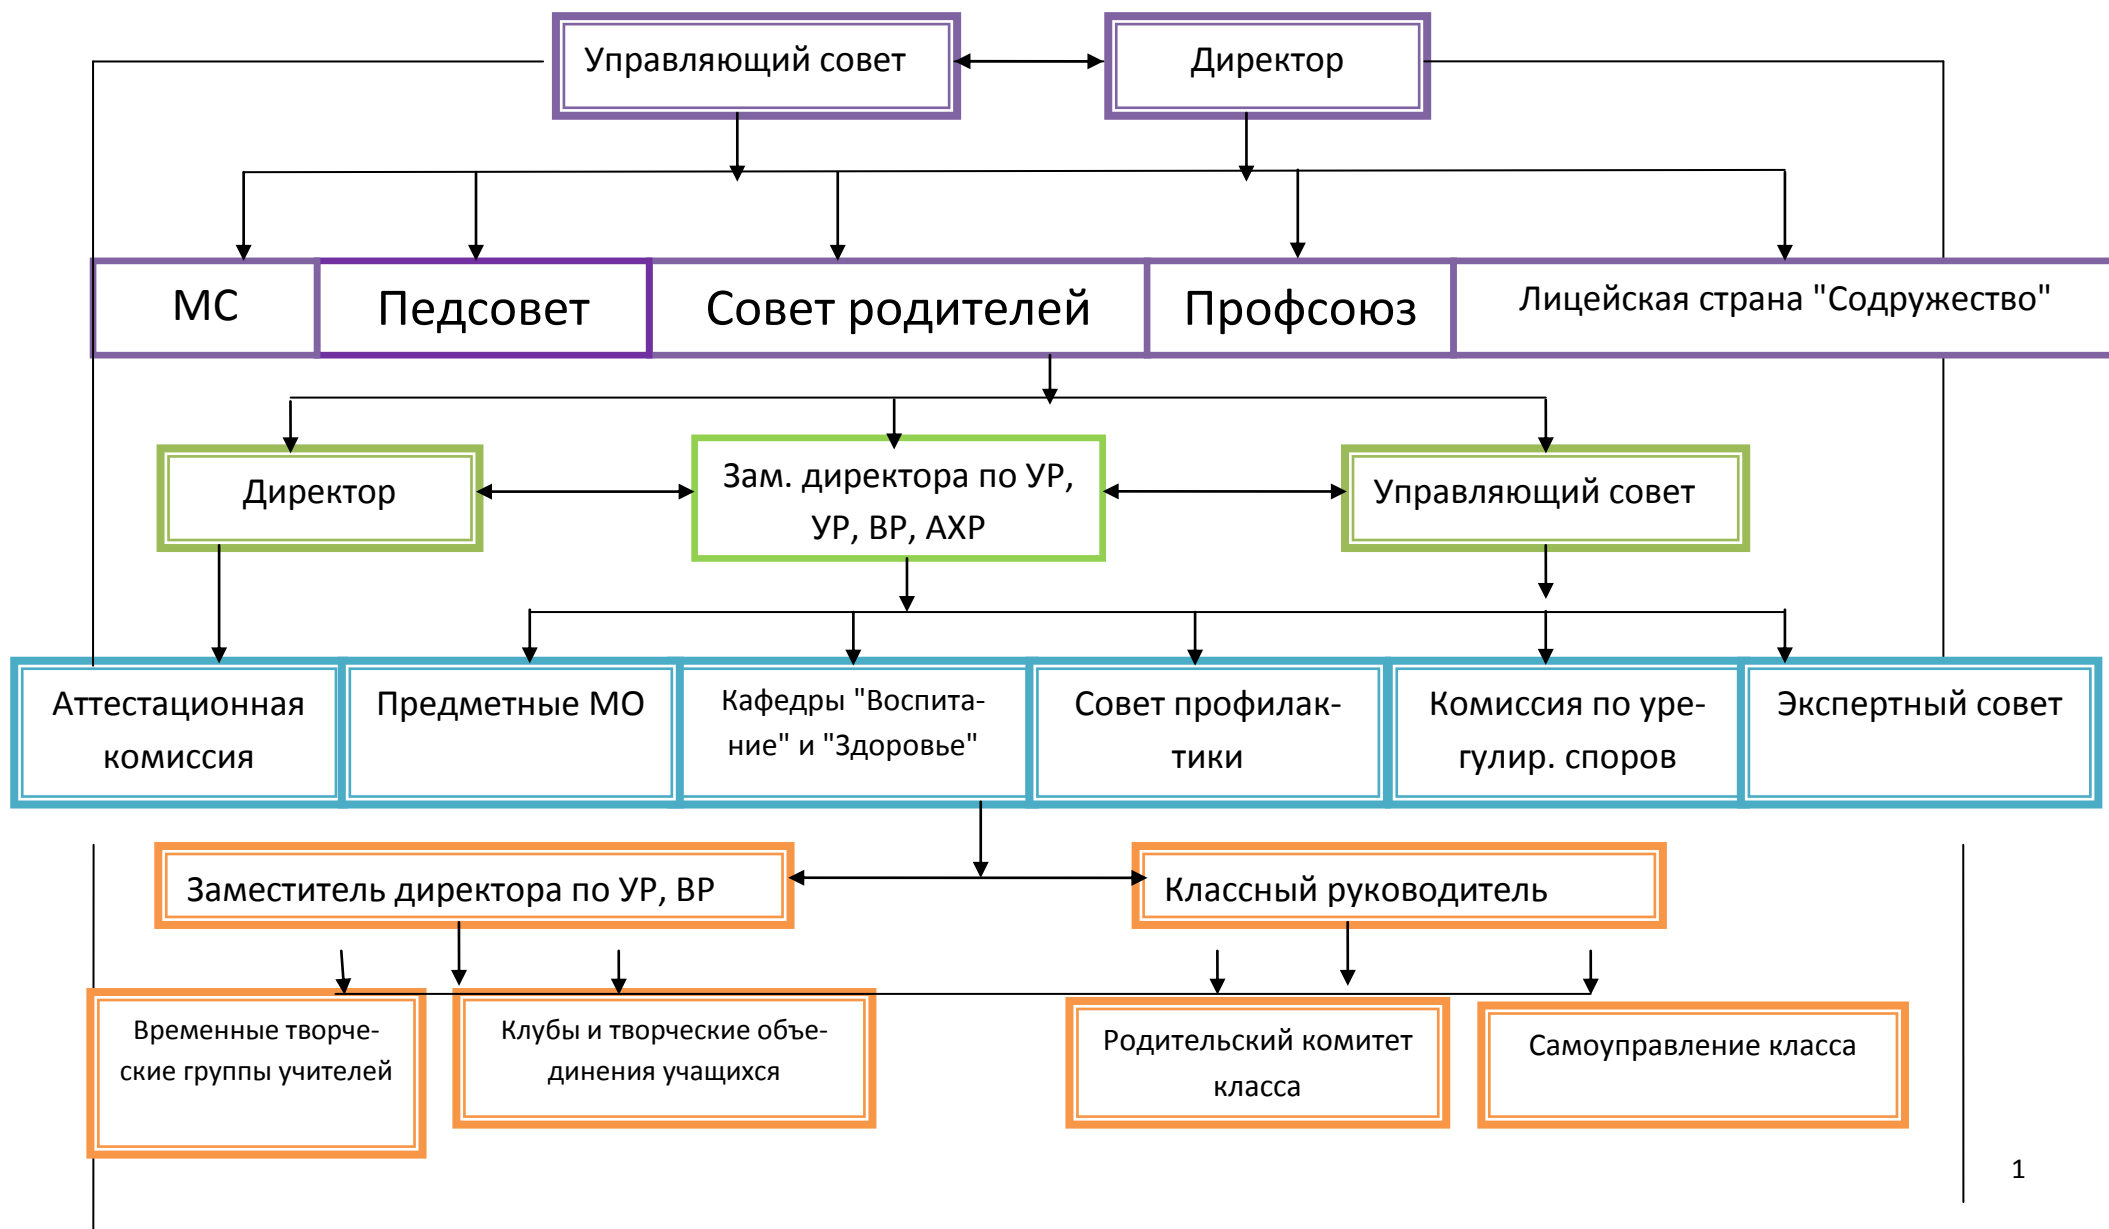 Управляющий совет
Директор
МС
Педсовет
Совет родителей
Профсоюз
Лицейская страна "Содружество"
Директор
Зам. директора по УР,
УР, ВР, АХР
Управляющий совет
Аттестационная
комиссия
Предметные МО
Кафедры "Воспита-
ние" и "Здоровье"
Совет профилак-
тики
Комиссия по уре-
гулир. споров
Экспертный совет
Заместитель директора по УР, ВР
Классный руководитель
Временные творче-
ские группы учителей
Клубы и творческие объе-
динения учащихся
Родительский комитет
класса
Самоуправление класса
1